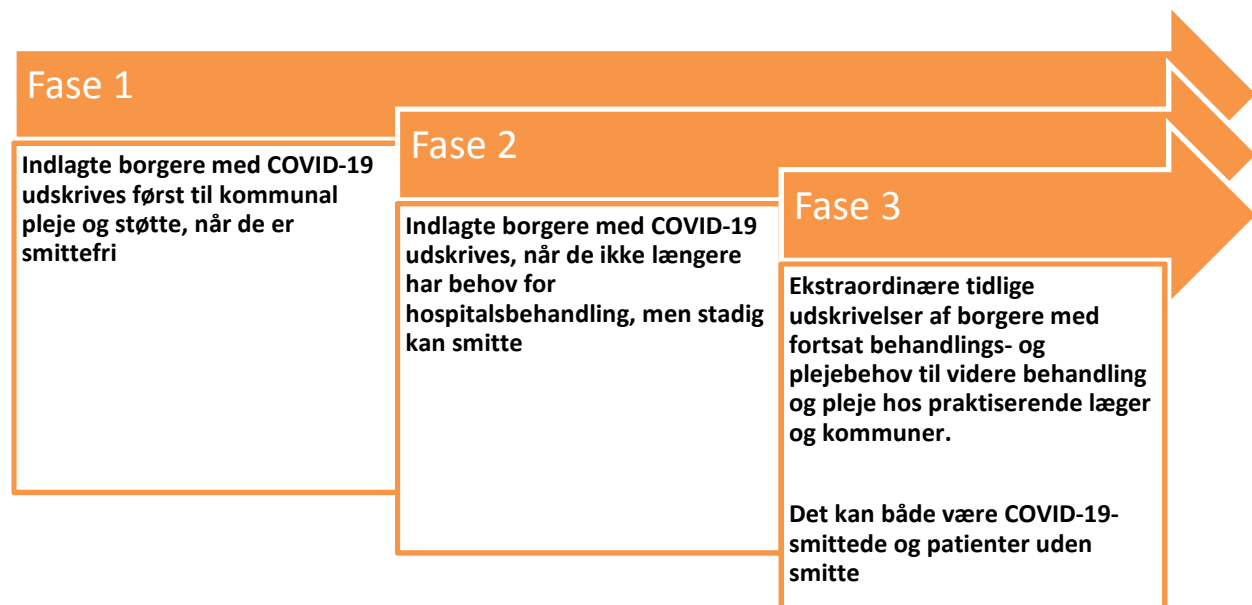 Fase 1
Indlagte borgere med COVID-19
udskrives først til kommunal
pleje og støtte, når de er
smittefri
Fase 2
Indlagte borgere med COVID-19
udskrives, når de ikke længere
har behov for
hospitalsbehandling, men stadig
kan smitte
Fase 3
Ekstraordinære tidlige
udskrivelser af borgere med
fortsat behandlings- og
plejebehov til videre behandling
og pleje hos praktiserende læger
og kommuner.
Det kan både være COVID-19-
smittede og patienter uden
smitte